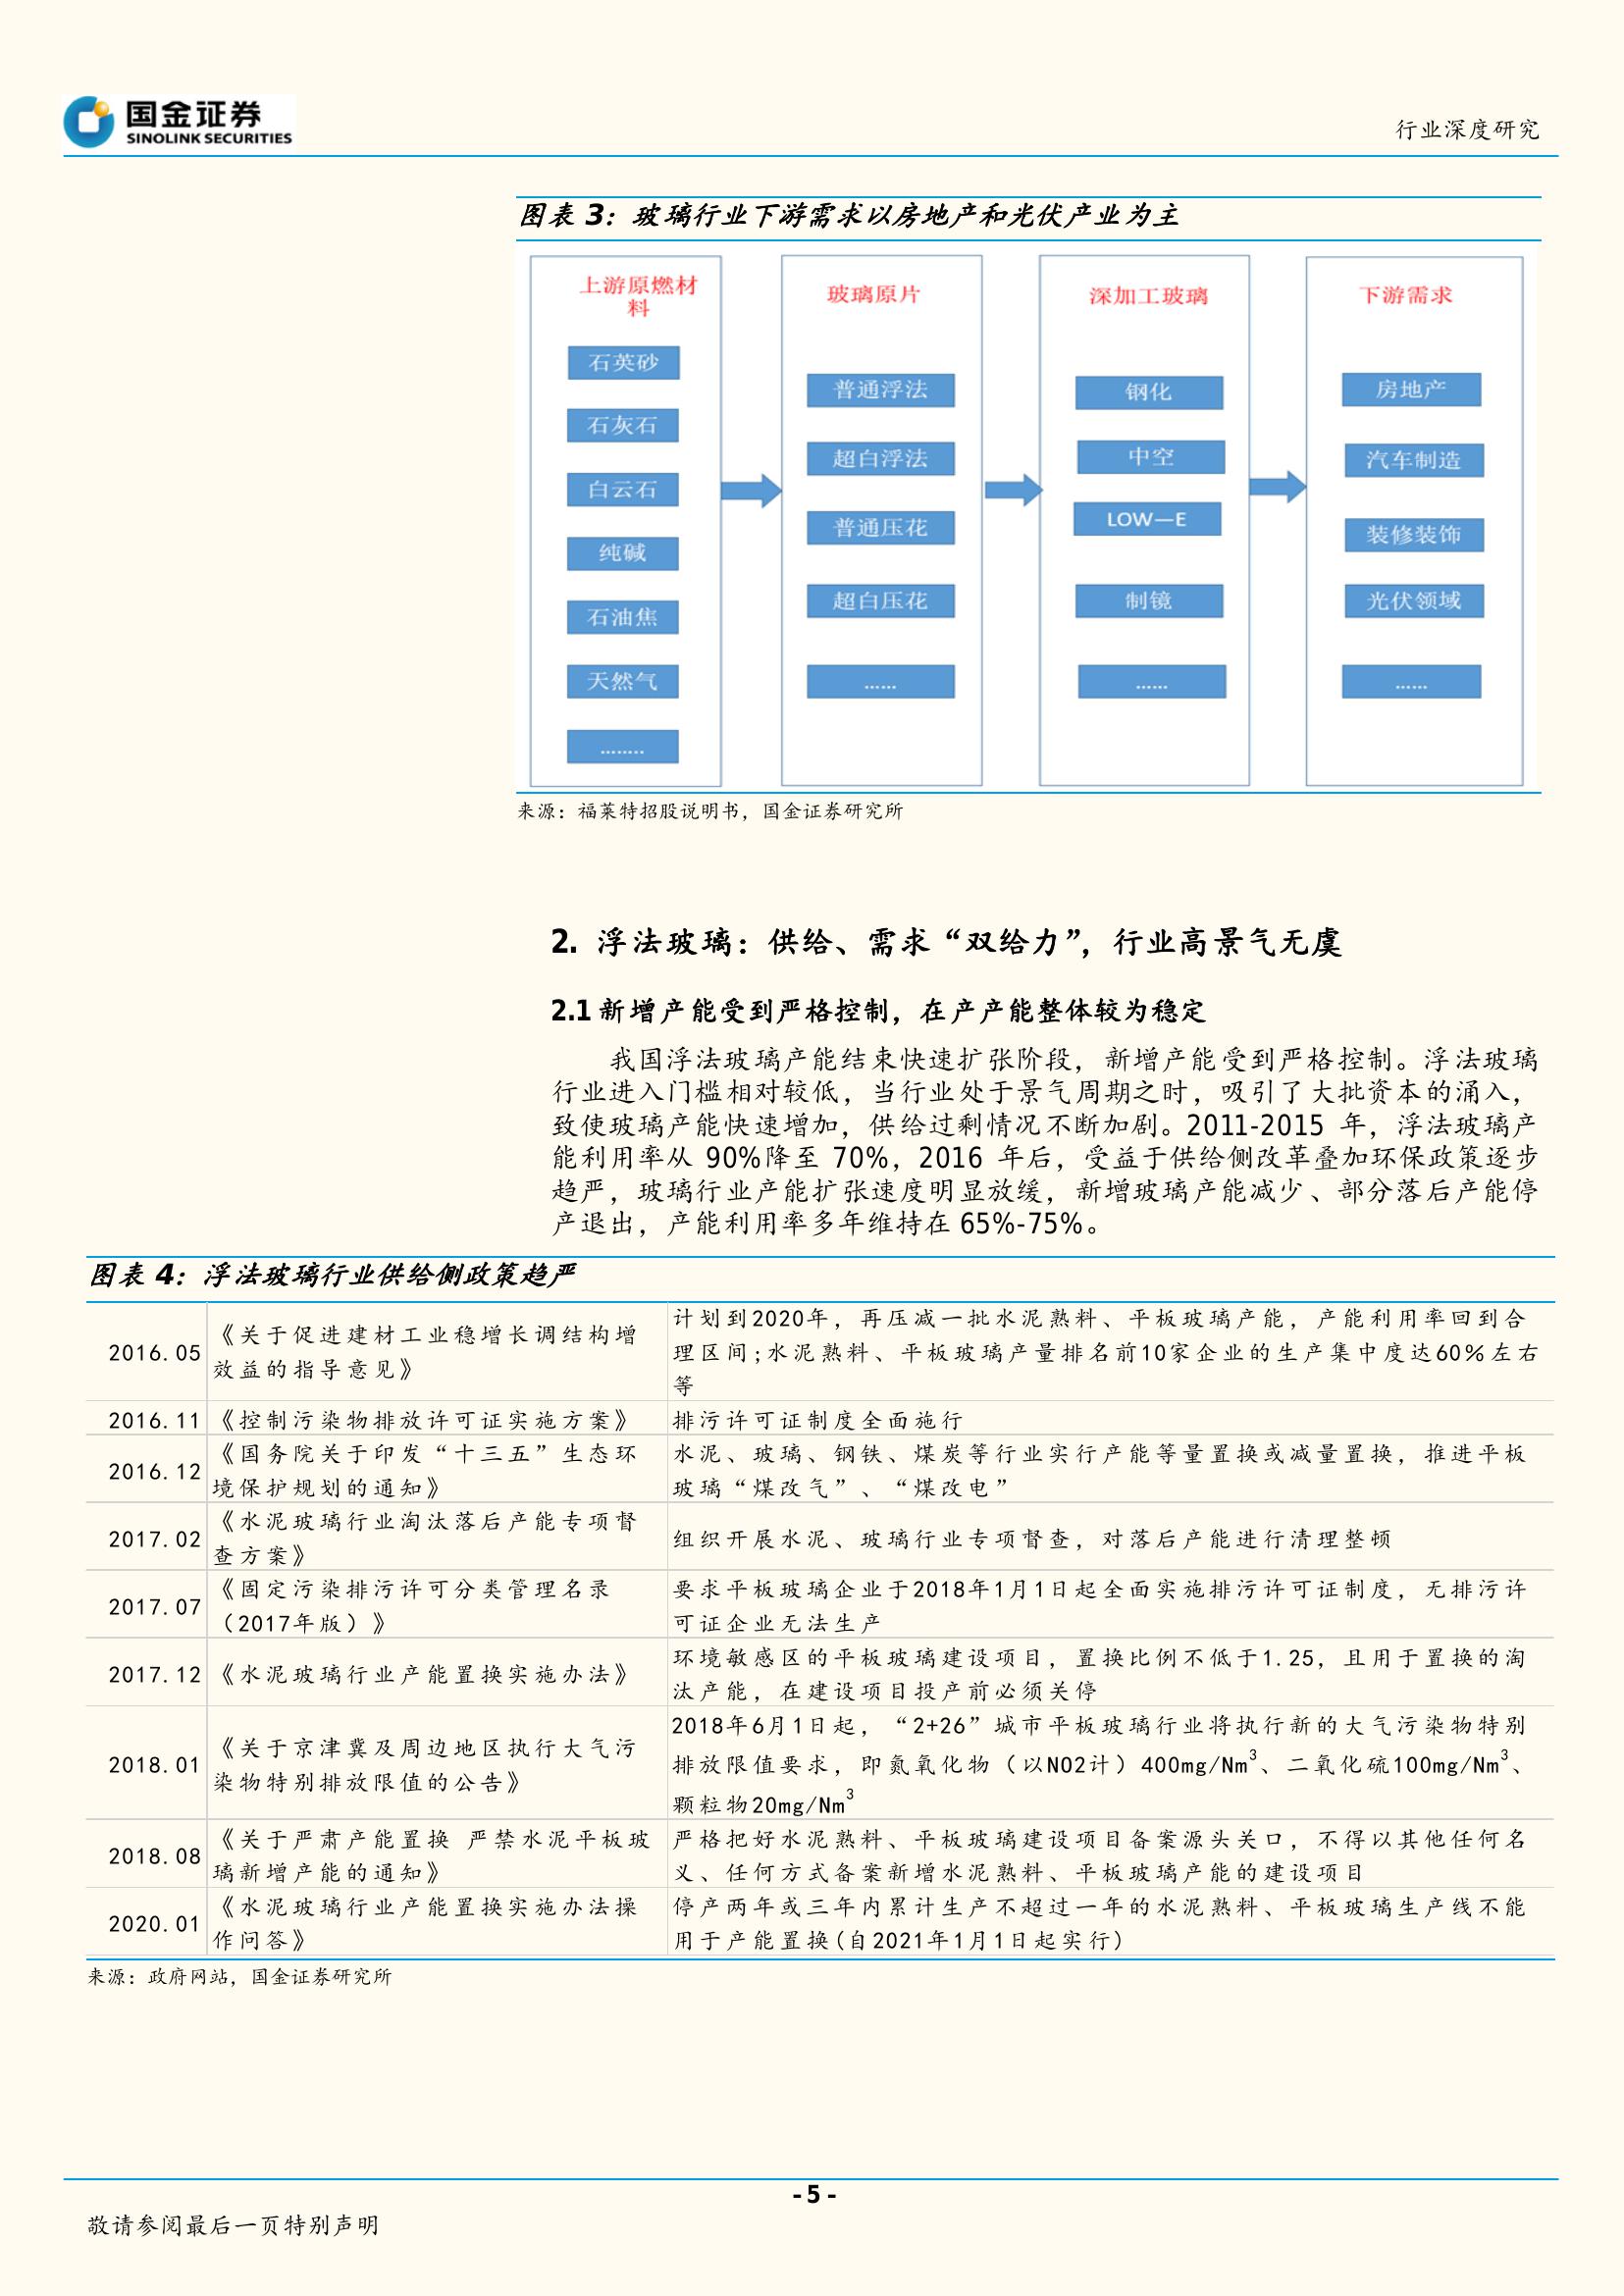 国金证券
SINOLINK SECURITIES
行业深度研究
图表 3：玻璃行业下游需求以房地产和光伏产业为主
上游原燃材
料
石英砂
石灰石
白云石
纯碱
石油焦
天然气
........
玻璃原片
普通浮法
超白浮法
普通压花
超白压花
......
深加工玻璃
钢化
中空
LOW—E
制镜
......
下游需求
房地产
汽车制造
装修装饰
光伏领域
......
来源：福莱特招股说明书，国金证券研究所
2. 浮法玻璃：供给、需求“双给力”，行业高景气无虞
2.1 新增产能受到严格控制，在产产能整体较为稳定
我国浮法玻璃产能结束快速扩张阶段，新增产能受到严格控制。浮法玻璃
行业进入门槛相对较低，当行业处于景气周期之时，吸引了大批资本的涌入，
致使玻璃产能快速增加，供给过剩情况不断加剧。2011-2015 年，浮法玻璃产
能利用率从 90%降至 70%，2016 年后，受益于供给侧改革叠加环保政策逐步
趋严，玻璃行业产能扩张速度明显放缓，新增玻璃产能减少、部分落后产能停
产退出，产能利用率多年维持在 65%-75%。
图表 4：浮法玻璃行业供给侧政策趋严
2016.05
《关于促进建材工业稳增长调结构增
效益的指导意见》
计划到2020年，再压减一批水泥熟料、平板玻璃产能，产能利用率回到合
理区间;水泥熟料、平板玻璃产量排名前10家企业的生产集中度达60%左右
等
2016.11
《控制污染物排放许可证实施方案》
排污许可证制度全面施行
2016.12
《国务院关于印发“十三五”生态环
境保护规划的通知》
水泥、玻璃、钢铁、煤炭等行业实行产能等量置换或减量置换，推进平板
玻璃“煤改气”、“煤改电”
2017.02
《水泥玻璃行业淘汰落后产能专项督
查方案》
组织开展水泥、玻璃行业专项督查，对落后产能进行清理整顿
2017.07
《固定污染排污许可分类管理名录
（2017年版）》
要求平板玻璃企业于2018年1月1日起全面实施排污许可证制度，无排污许
可证企业无法生产
2017.12
《水泥玻璃行业产能置换实施办法》
环境敏感区的平板玻璃建设项目，置换比例不低于1.25，且用于置换的淘
汰产能，在建设项目投产前必须关停
2018.01
《关于京津冀及周边地区执行大气污
染物特别排放限值的公告》
2018年6月1日起，“2+26”城市平板玻璃行业将执行新的大气污染物特别
排放限值要求，即氮氧化物（以NO2计）400mg/Nm³、二氧化硫100mg/Nm³、
颗粒物20mg/Nm³
2018.08
《关于严肃产能置换 严禁水泥平板玻
璃新增产能的通知》
严格把好水泥熟料、平板玻璃建设项目备案源头关口，不得以其他任何名
义、任何方式备案新增水泥熟料、平板玻璃产能的建设项目
2020.01
《水泥玻璃行业产能置换实施办法操
作问答》
停产两年或三年内累计生产不超过一年的水泥熟料、平板玻璃生产线不能
用于产能置换(自2021年1月1日起实行)
来源：政府网站，国金证券研究所
- 5 -
敬请参阅最后一页特别声明